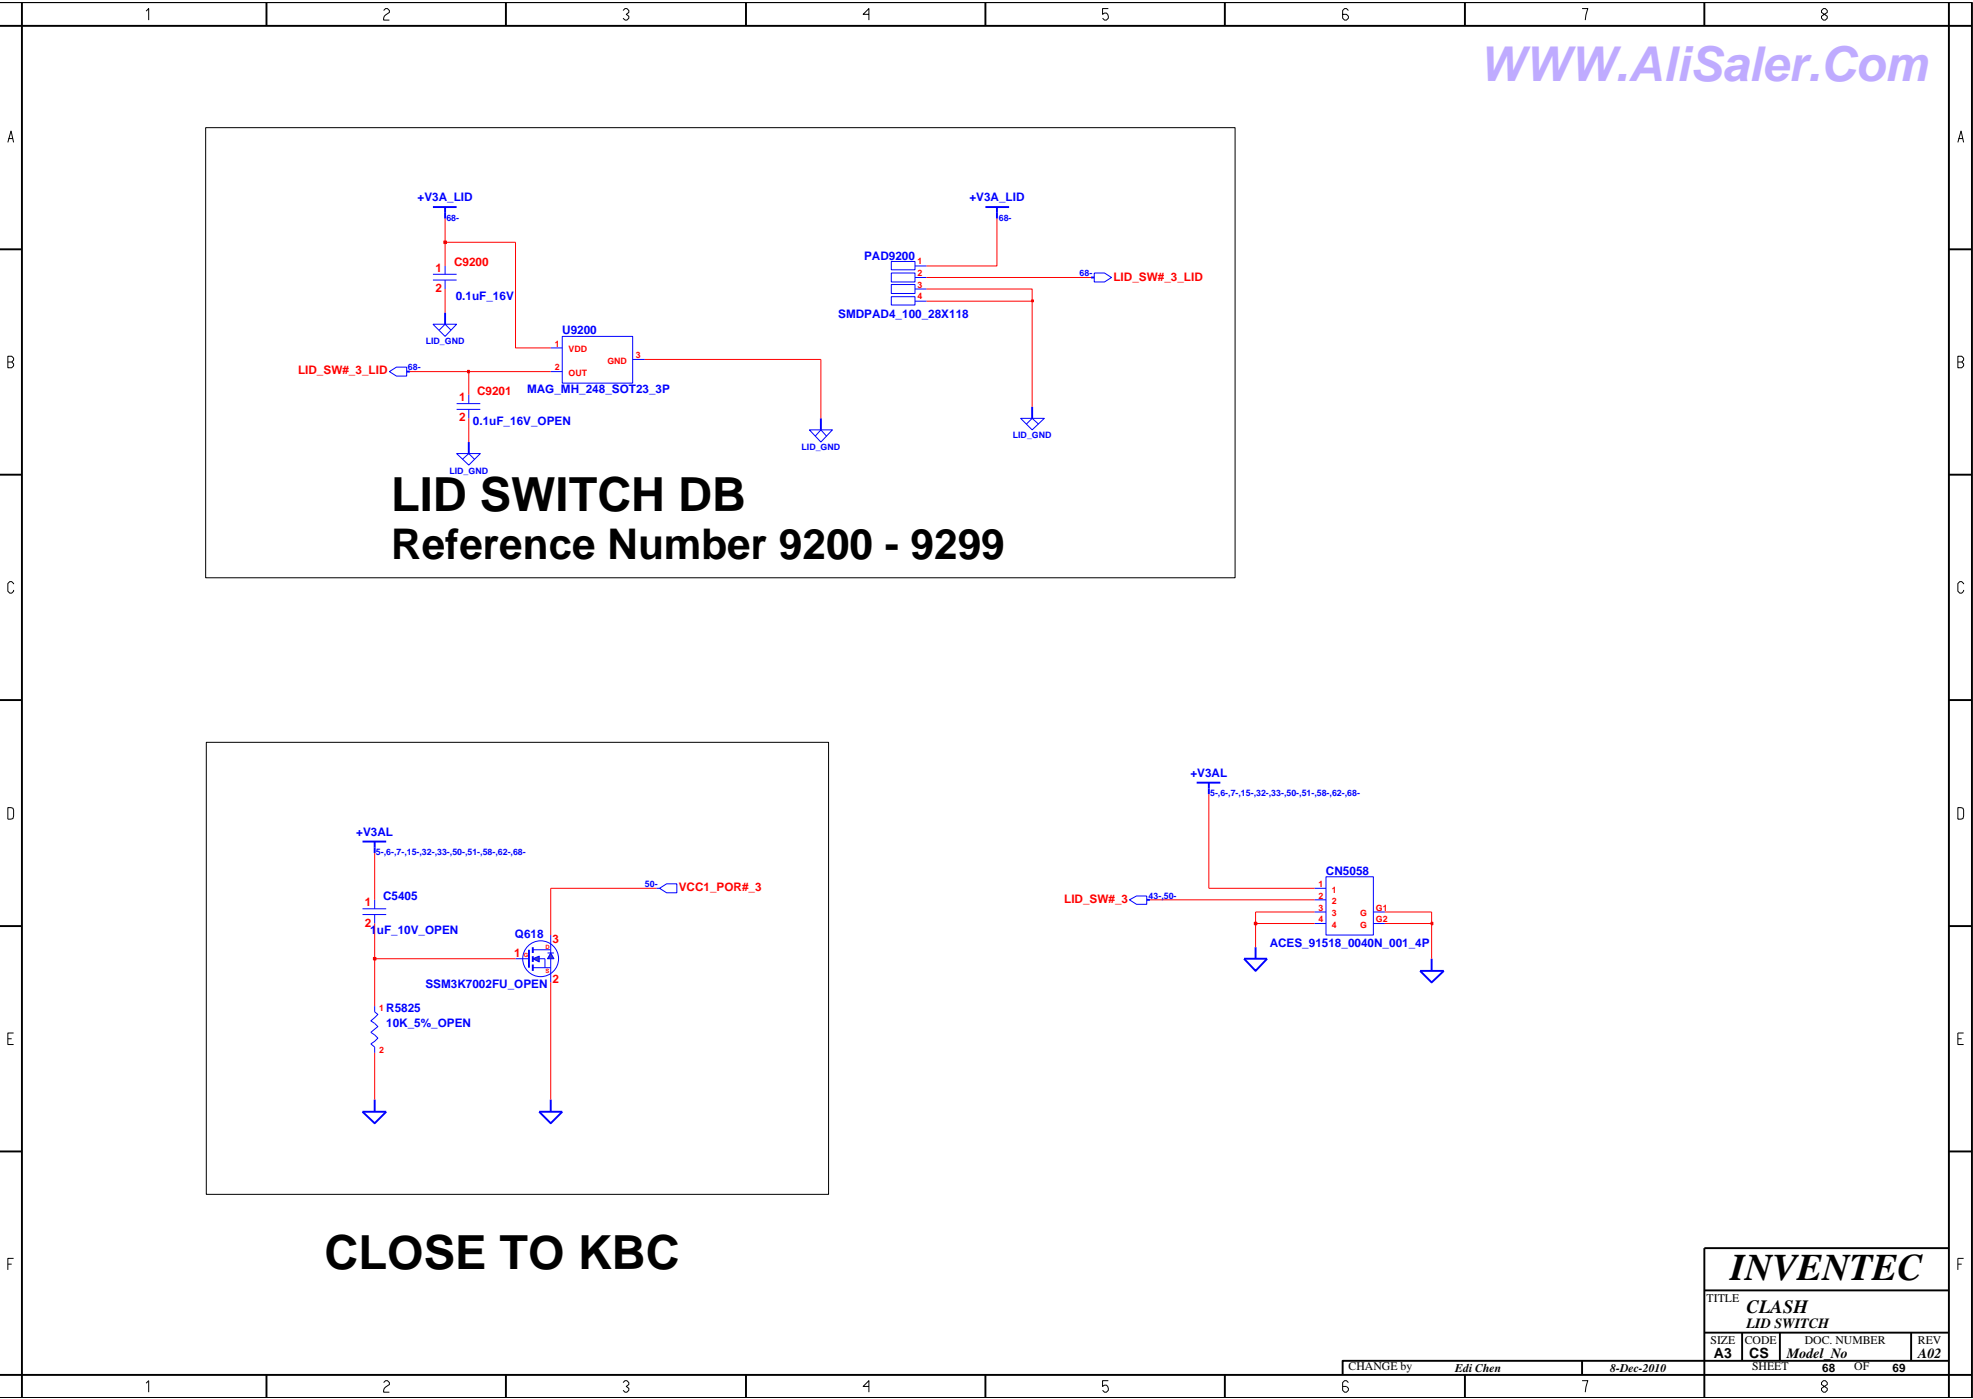 1 2 3 4 5 6 7 8
WWW.AliSaler.Com
A A
+V3A_LID
68-
C9200
1
2
0.1uF_16V
LID_GND
U9200
1 VDD
GND 3
2 OUT
MAG_MH_248_SOT23_3P
LID_SW#_3_LID 68-
C9201
1
2
0.1uF_16V_OPEN
LID_GND
LID_GND
+V3A_LID
68-
PAD9200
1
2
3
4
SMDPAD4_100_28X118
68- LID_SW#_3_LID
LID_GND
B B
LID SWITCH DB
Reference Number 9200 - 9299
C C
D D
+V3AL
5-,6-,7-,15-,32-,33-,50-,51-,58-,62-,68-
C5405
1
2
1uF_10V_OPEN
50- VCC1_POR#_3
Q618
1 G
3 D
S
2
SSM3K7002FU_OPEN
1 R5825
10K_5%_OPEN
2
+V3AL
5-,6-,7-,15-,32-,33-,50-,51-,58-,62-,68-
CN5058
LID_SW#_3 43-,50-
1 1
2 2
3 3 G G1
4 4 G G2
ACES_91518_0040N_001_4P
E E
CLOSE TO KBC
F F
INVENTEC
TITLE CLASH
LID SWITCH
SIZE CODE DOC. NUMBER REV
A3 CS Model_No A02
CHANGE by Edi Chen 8-Dec-2010 SHEET 68 OF 69
1 2 3 4 5 6 7 8